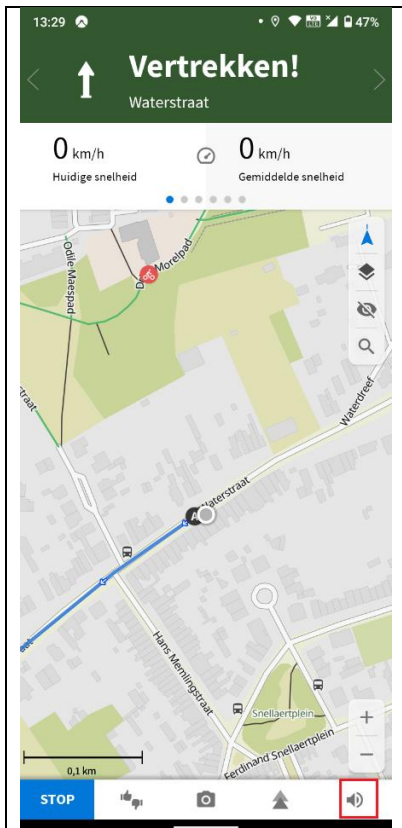 13:29
47%
Vertrekken!
Waterstraat
0 km/h
0 km/h
Huidige snelheid
Gemiddelde snelheid
Odile Maespad
Morelpad
Waterdreef
Waterstraat
A
Hans Memlingstraat
Snellaertplein
Ferdinand Snellaertplein
0,1 km
+
−
STOP